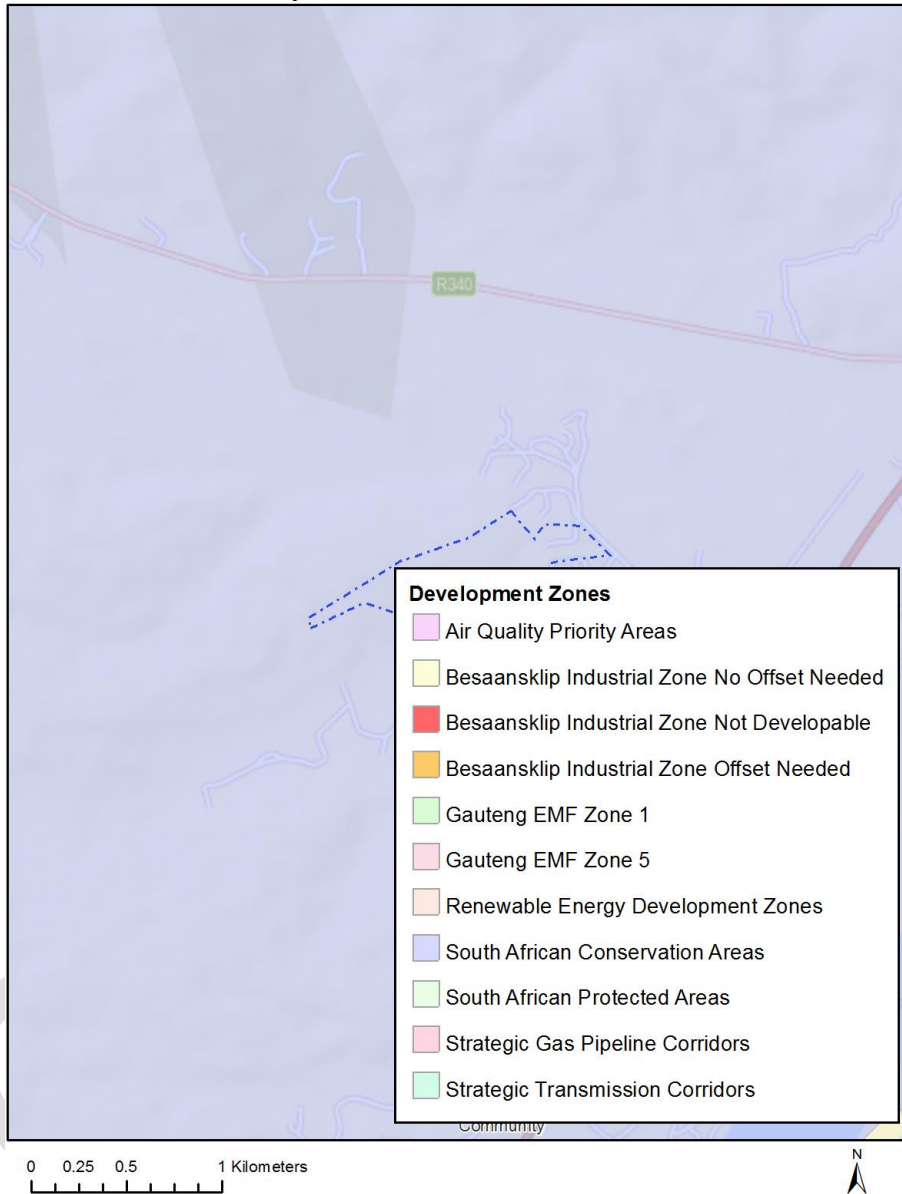 R340
Development Zones
Air Quality Priority Areas
Besaansklip Industrial Zone No Offset Needed
Besaansklip Industrial Zone Not Developable
Besaansklip Industrial Zone Offset Needed
Gauteng EMF Zone 1
Gauteng EMF Zone 5
Renewable Energy Development Zones
South African Conservation Areas
South African Protected Areas
Strategic Gas Pipeline Corridors
Strategic Transmission Corridors
Community
0 0.25 0.5 1 Kilometers
N